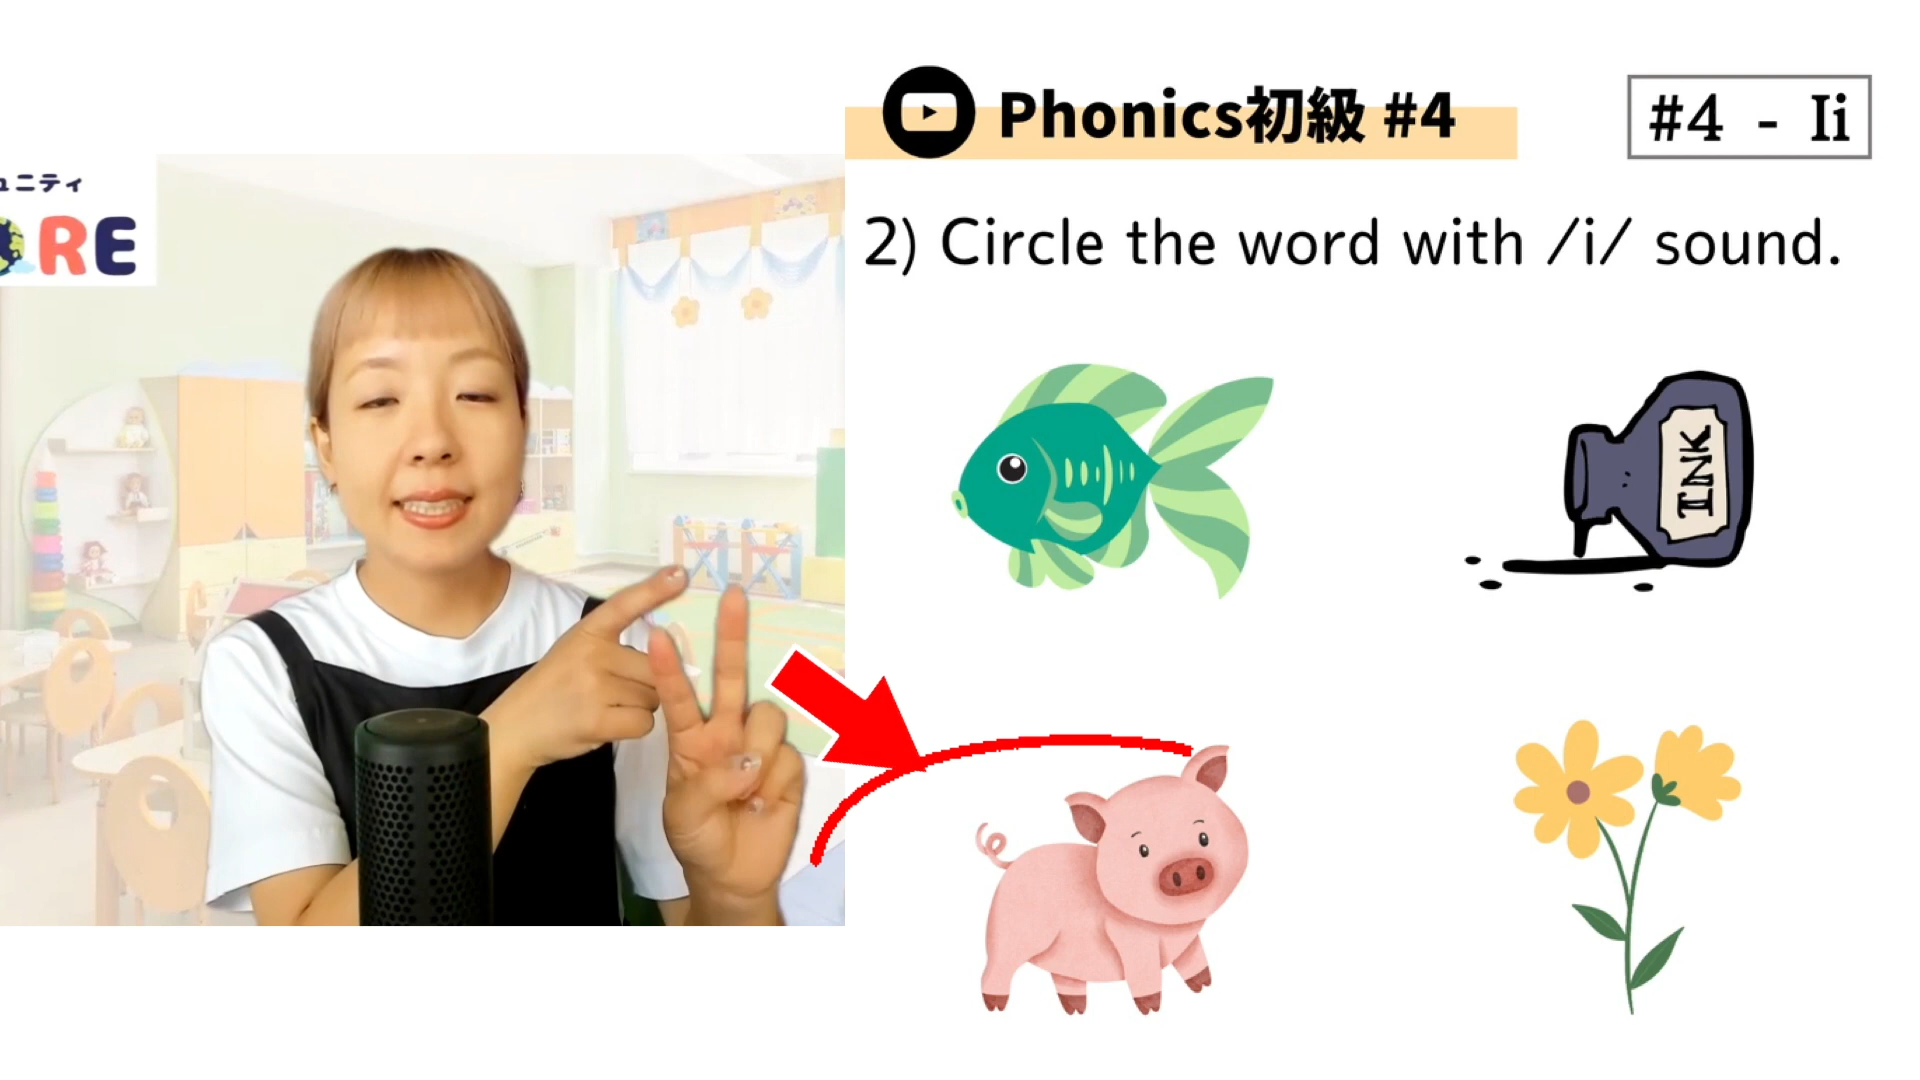 Phonics初級 #4
#4 - Ii
ュニティ
ORE
2) Circle the word with /i/ sound.
INK